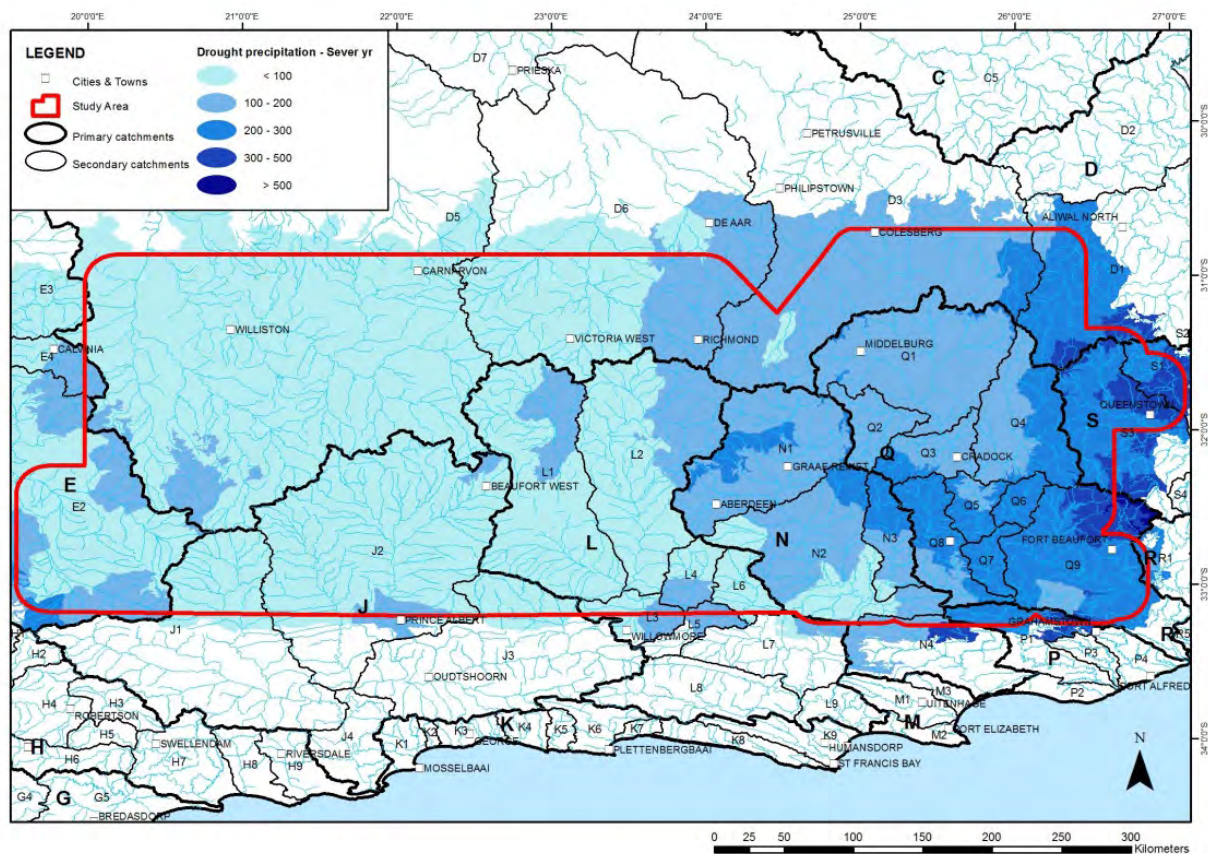 20°0'0"E 21°0'0"E 22°0'0"E 23°0'0"E 24°0'0"E 25°0'0"E 26°0'0"E 27°0'0"E
LEGEND
Cities & Towns
Study Area
Primary catchments
Secondary catchments
Drought precipitation - Sever yr
< 100
100 - 200
200 - 300
300 - 500
> 500
D7
PRIESKA
C
C5
30°0'0"S
PETRUSVILLE
D2
D
PHILIPSTOWN
D3
D5
D6
DE AAR
ALIWAL NORTH
COLESBERG
CARNARVON
D1
31°0'0"S
E3
WILLISTON
VICTORIA WEST
RICHMOND
MIDDELBURG
Q1
S2
E4
CALVINIA
S1
QUEENSTOWN
S
S3
32°0'0"S
Q2
Q4
L2
N1
Q
Q3
CRADOCK
L1
GRAAF REINET
E
E2
BEAUFORT WEST
ABERDEEN
Q5
Q6
S4
J2
L
N
N2
N3
Q8
FORT BEAUFORT
Q7
Q9
R
R1
L4
L6
33°0'0"S
J
PRINCE ALBERT
L3
L5
GRAHAMSTOWN
J1
WILLOWMORE
L7
N4
P1
P
P3
P4
R
R5
H2
J3
OUDTSHOORN
L8
P2
PORT ALFRED
H4
H3
ROBERTSON
L9
M1
M3
UITENHAGE
M
M2
PORT ELIZABETH
H
H5
H6
SWELLENDAM
H7
H8
RIVERSDALE
H9
J4
K1
K2
K3
K
GEORGE
K4
K5
K6
K7
K8
K9
PLETTENBERGBAAI
HUMANSDORP
34°0'0"S
MOSSELBAAI
ST FRANCIS BAY
N
G4
G
G5
BREDASDORP
0 25 50 100 150 200 250 300
Kilometers